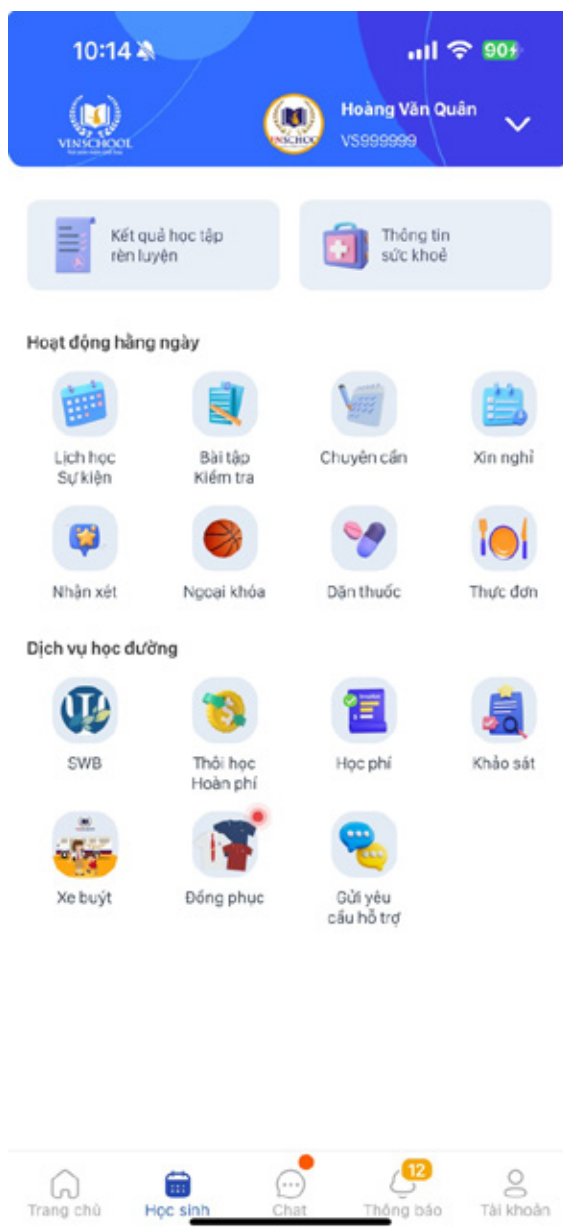 10:14
90
VINSCHOOL
Hoàng Văn Quân
VS999999
Kết quả học tập
rèn luyện
Thông tin
sức khoẻ
Hoạt động hằng ngày
Lịch học
Sự kiện
Bài tập
Kiểm tra
Chuyên cần
Xin nghỉ
Nhận xét
Ngoại khóa
Dặn thuốc
Thực đơn
Dịch vụ học đường
SWB
Thôi học
Hoàn phí
Học phí
Khảo sát
Xe buýt
Đồng phục
Gửi yêu
cầu hỗ trợ
12
Trang chủ
Học sinh
Chat
Thông báo
Tài khoản